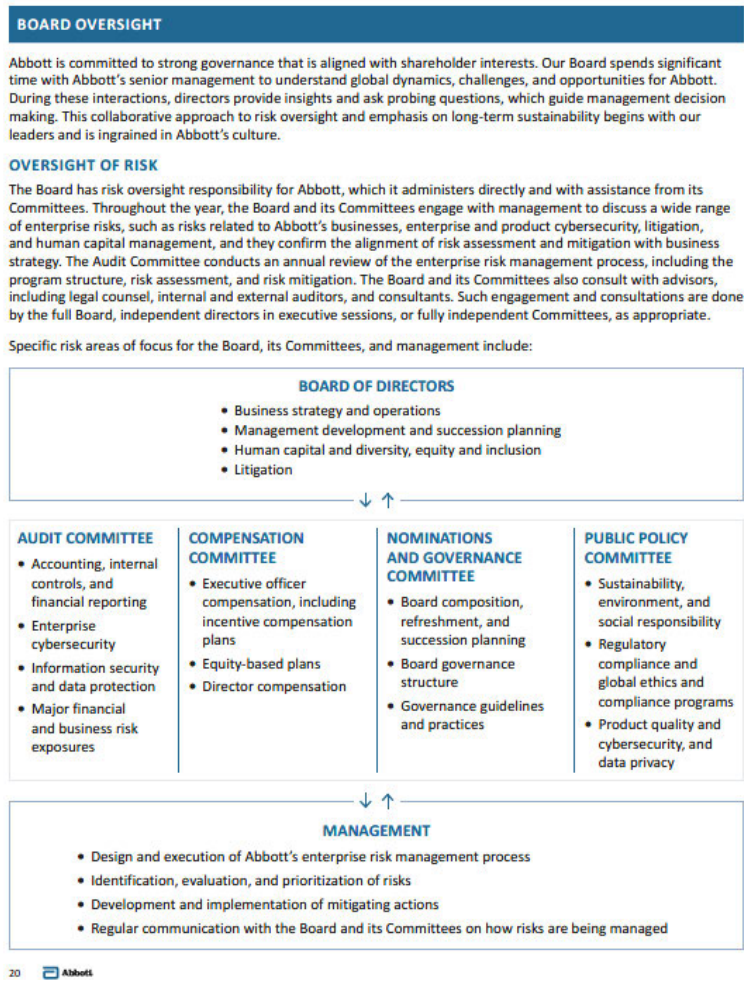 BOARD OVERSIGHT
Abbott is committed to strong governance that is aligned with shareholder interests. Our Board spends significant
time with Abbott's senior management to understand global dynamics, challenges, and opportunities for Abbott.
During these interactions, directors provide insights and ask probing questions, which guide management decision
making. This collaborative approach to risk oversight and emphasis on long-term sustainability begins with our
leaders and is ingrained in Abbott's culture.
OVERSIGHT OF RISK
The Board has risk oversight responsibility for Abbott, which it administers directly and with assistance from its
Committees. Throughout the year, the Board and its Committees engage with management to discuss a wide range
of enterprise risks, such as risks related to Abbott's businesses, enterprise and product cybersecurity, litigation,
and human capital management, and they confirm the alignment of risk assessment and mitigation with business
strategy. The Audit Committee conducts an annual review of the enterprise risk management process, including the
program structure, risk assessment, and risk mitigation. The Board and its Committees also consult with advisors,
including legal counsel, internal and external auditors, and consultants. Such engagement and consultations are done
by the full Board, independent directors in executive sessions, or fully independent Committees, as appropriate.
Specific risk areas of focus for the Board, its Committees, and management include:
BOARD OF DIRECTORS
• Business strategy and operations
• Management development and succession planning
• Human capital and diversity, equity and inclusion
• Litigation
↓ ↑
AUDIT COMMITTEE
• Accounting, internal
controls, and
financial reporting
• Enterprise
cybersecurity
• Information security
and data protection
• Major financial
and business risk
exposures
COMPENSATION
COMMITTEE
• Executive officer
compensation, including
incentive compensation
plans
• Equity-based plans
• Director compensation
NOMINATIONS
AND GOVERNANCE
COMMITTEE
• Board composition,
refreshment, and
succession planning
• Board governance
structure
• Governance guidelines
and practices
PUBLIC POLICY
COMMITTEE
• Sustainability,
environment, and
social responsibility
• Regulatory
compliance and
global ethics and
compliance programs
• Product quality and
cybersecurity, and
data privacy
↓ ↑
MANAGEMENT
• Design and execution of Abbott's enterprise risk management process
• Identification, evaluation, and prioritization of risks
• Development and implementation of mitigating actions
• Regular communication with the Board and its Committees on how risks are being managed
20 Abbott